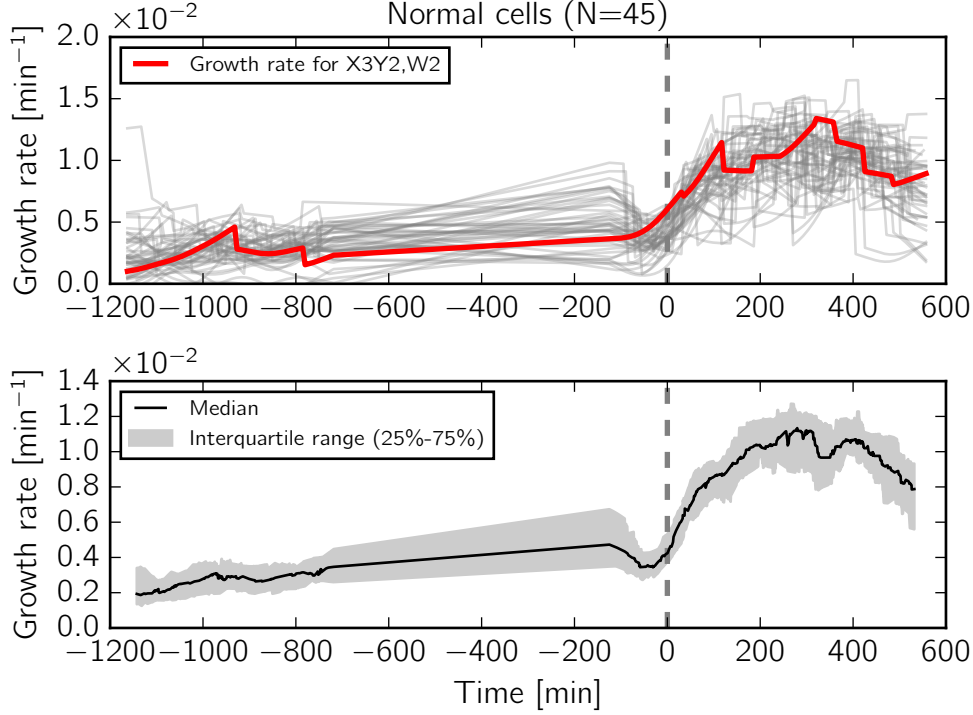 Normal cells (N=45)
×10⁻²
2.0
1.5
1.0
0.5
0.0
Growth rate [min⁻¹]
Growth rate for X3Y2,W2
−1200 −1000 −800 −600 −400 −200 0 200 400 600
×10⁻²
1.4
1.2
1.0
0.8
0.6
0.4
0.2
0.0
Growth rate [min⁻¹]
Median
Interquartile range (25%-75%)
−1200 −1000 −800 −600 −400 −200 0 200 400 600
Time [min]